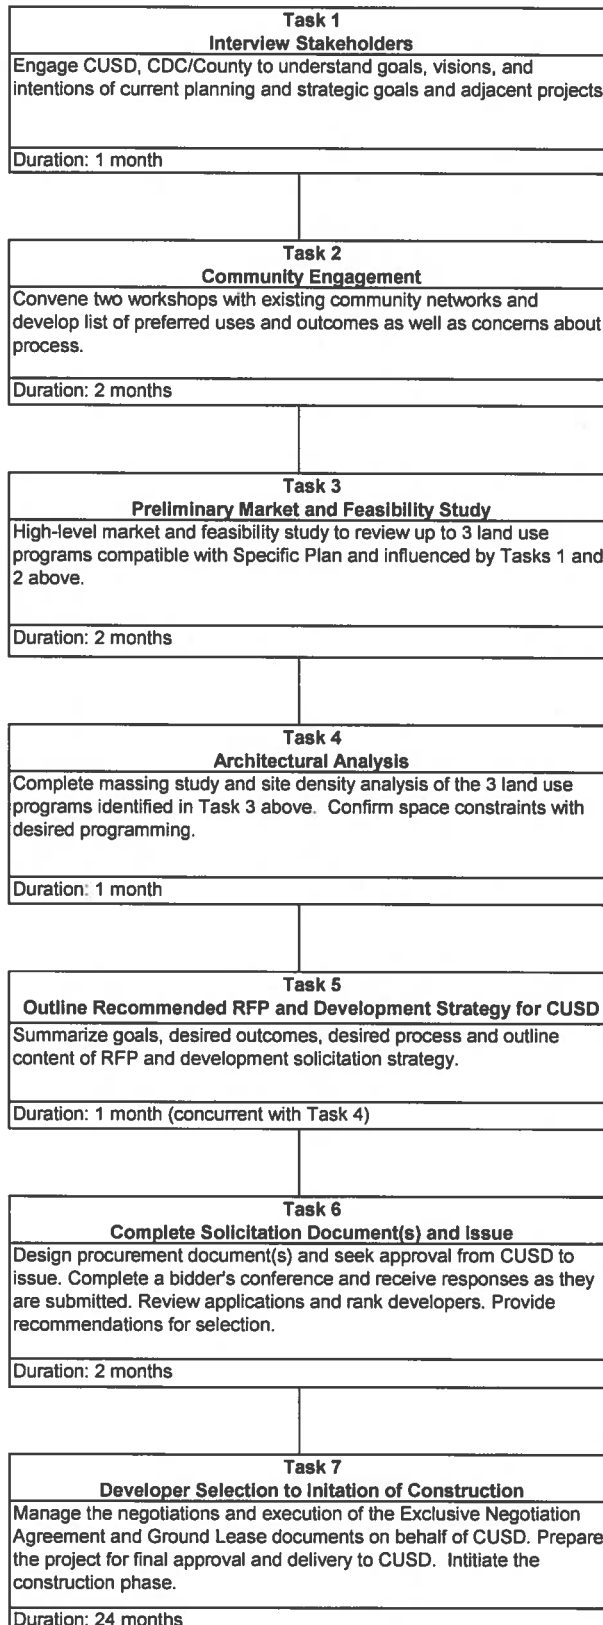 Task 1
Interview Stakeholders
Engage CUSD, CDC/County to understand goals, visions, and
intentions of current planning and strategic goals and adjacent projects
Duration: 1 month
Task 2
Community Engagement
Convene two workshops with existing community networks and
develop list of preferred uses and outcomes as well as concerns about
process.
Duration: 2 months
Task 3
Preliminary Market and Feasibility Study
High-level market and feasibility study to review up to 3 land use
programs compatible with Specific Plan and influenced by Tasks 1 and
2 above.
Duration: 2 months
Task 4
Architectural Analysis
Complete massing study and site density analysis of the 3 land use
programs identified in Task 3 above. Confirm space constraints with
desired programming.
Duration: 1 month
Task 5
Outline Recommended RFP and Development Strategy for CUSD
Summarize goals, desired outcomes, desired process and outline
content of RFP and development solicitation strategy.
Duration: 1 month (concurrent with Task 4)
Task 6
Complete Solicitation Document(s) and Issue
Design procurement document(s) and seek approval from CUSD to
issue. Complete a bidder's conference and receive responses as they
are submitted. Review applications and rank developers. Provide
recommendations for selection.
Duration: 2 months
Task 7
Developer Selection to Initation of Construction
Manage the negotiations and execution of the Exclusive Negotiation
Agreement and Ground Lease documents on behalf of CUSD. Prepare
the project for final approval and delivery to CUSD. Intitiate the
construction phase.
Duration: 24 months